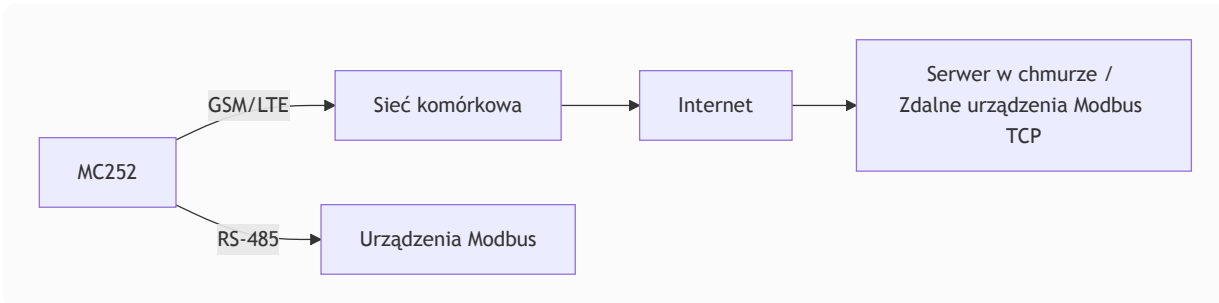 MC252
GSM/LTE
Sieć komórkowa
Internet
Serwer w chmurze /
Zdalne urządzenia Modbus
TCP
RS-485
Urządzenia Modbus